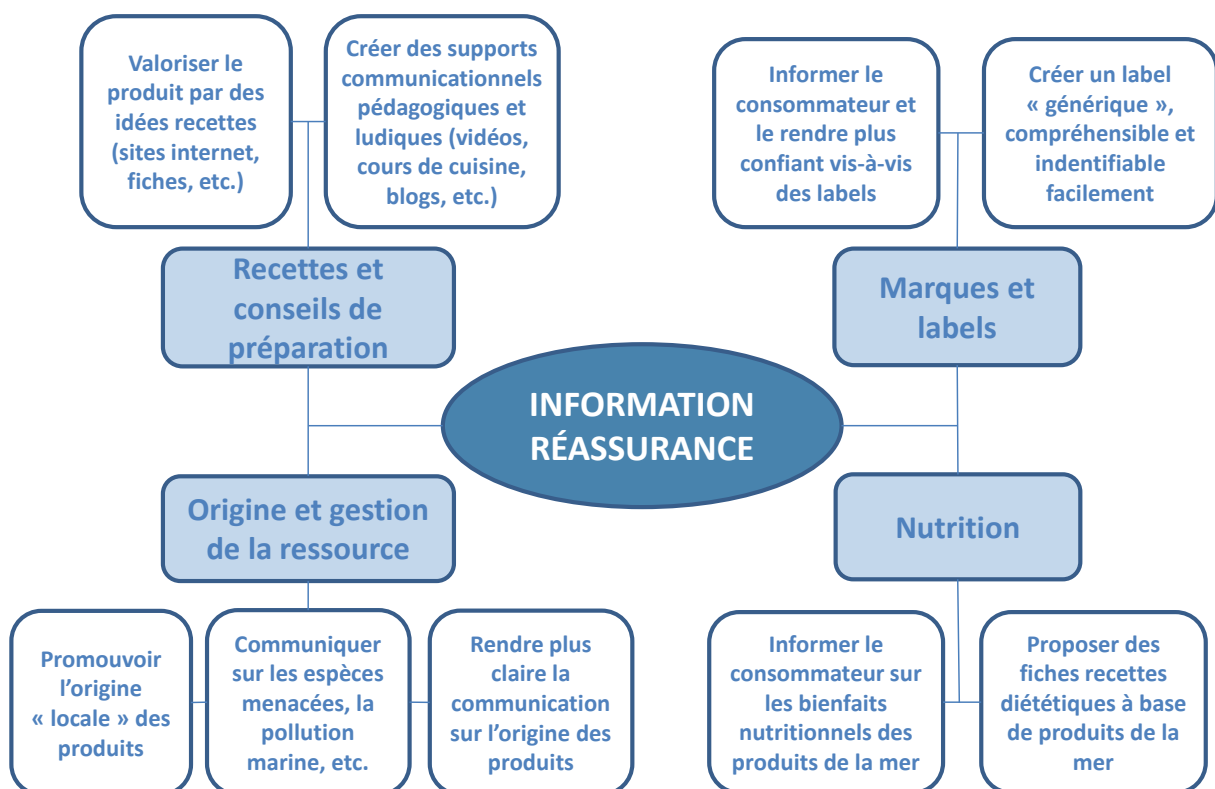 Valoriser le
produit par des
idées recettes
(sites internet,
fiches, etc.)
Créer des supports
communicationnels
pédagogiques et
ludiques (vidéos,
cours de cuisine,
blogs, etc.)
Informer le
consommateur et
le rendre plus
confiant vis-à-vis
des labels
Créer un label
« générique »,
compréhensible et
indentifiable
facilement
Recettes et
conseils de
préparation
Marques et
labels
INFORMATION
RÉASSURANCE
Origine et gestion
de la ressource
Nutrition
Promouvoir
l’origine
« locale » des
produits
Communiquer
sur les espèces
menacées, la
pollution
marine, etc.
Rendre plus
claire la
communication
sur l’origine des
produits
Informer le
consommateur sur
les bienfaits
nutritionnels des
produits de la mer
Proposer des
fiches recettes
diététiques à base
de produits de la
mer